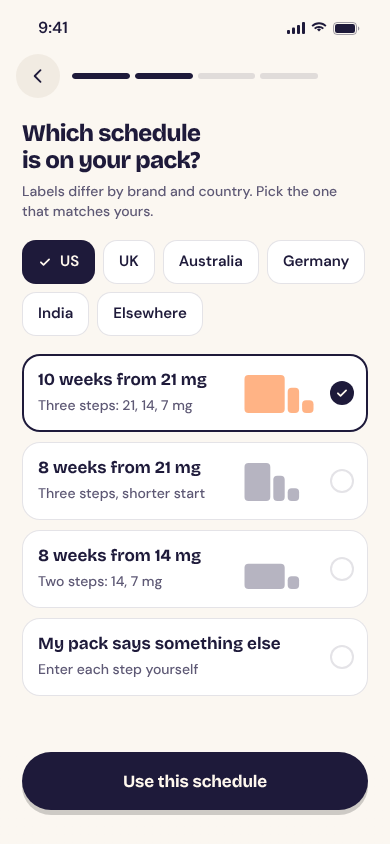 9:41
Which schedule
is on your pack?
Labels differ by brand and country. Pick the one
that matches yours.
US
UK
Australia
Germany
India
Elsewhere
10 weeks from 21 mg
Three steps: 21, 14, 7 mg
8 weeks from 21 mg
Three steps, shorter start
8 weeks from 14 mg
Two steps: 14, 7 mg
My pack says something else
Enter each step yourself
Use this schedule